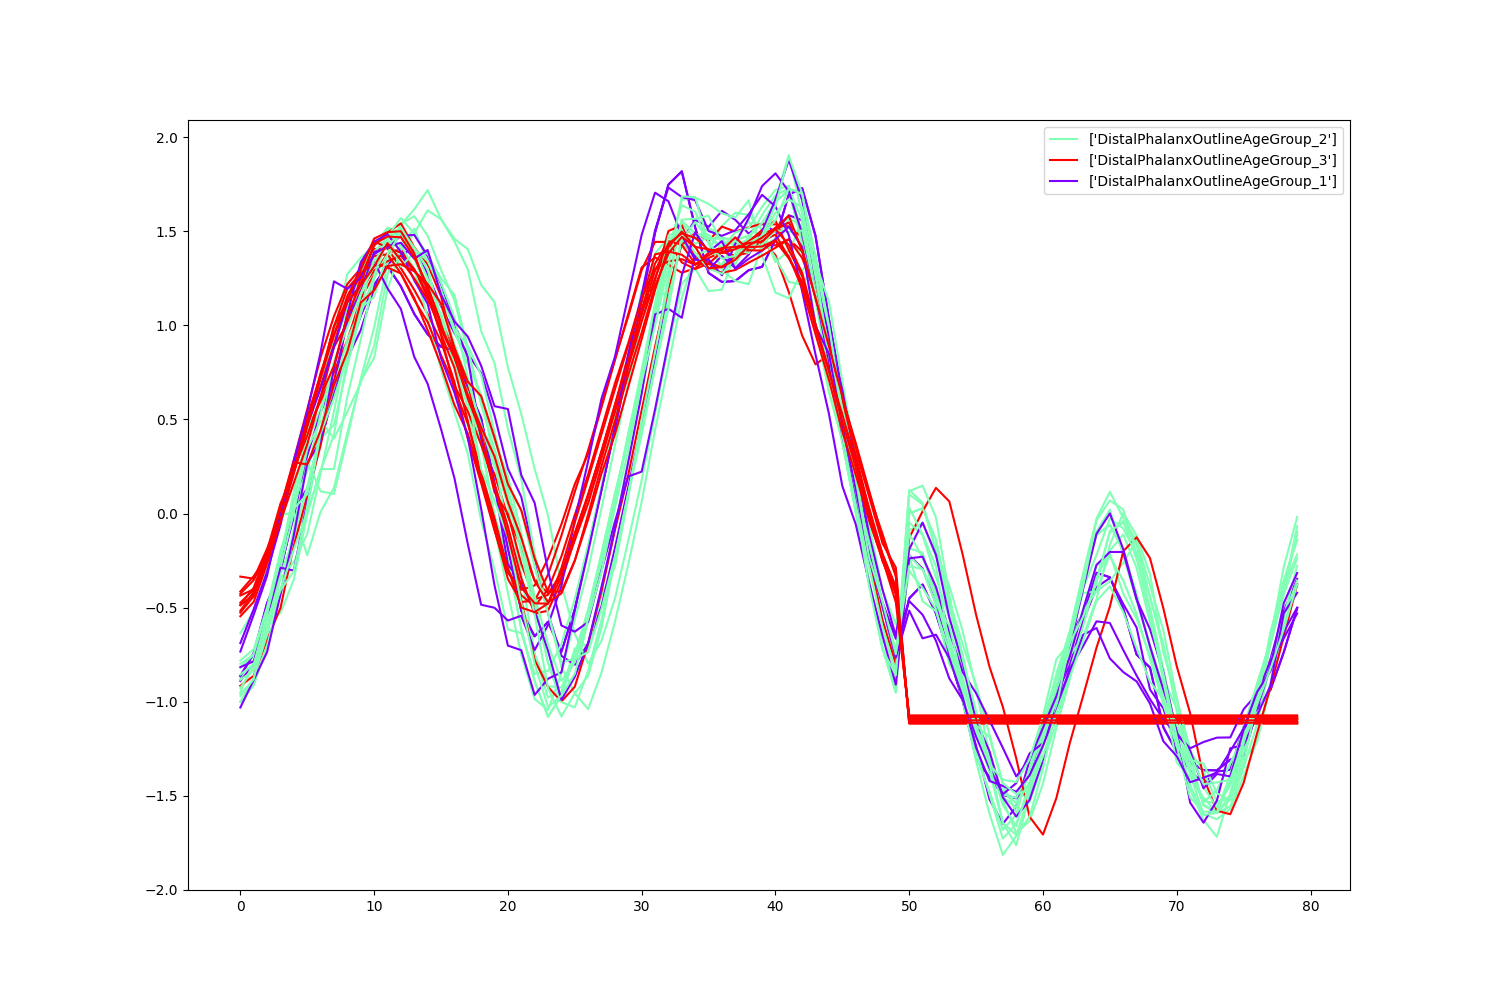 ['DistalPhalanxOutlineAgeGroup_2']
['DistalPhalanxOutlineAgeGroup_3']
['DistalPhalanxOutlineAgeGroup_1']
2.0
1.5
1.0
0.5
0.0
−0.5
−1.0
−1.5
−2.0
0 10 20 30 40 50 60 70 80